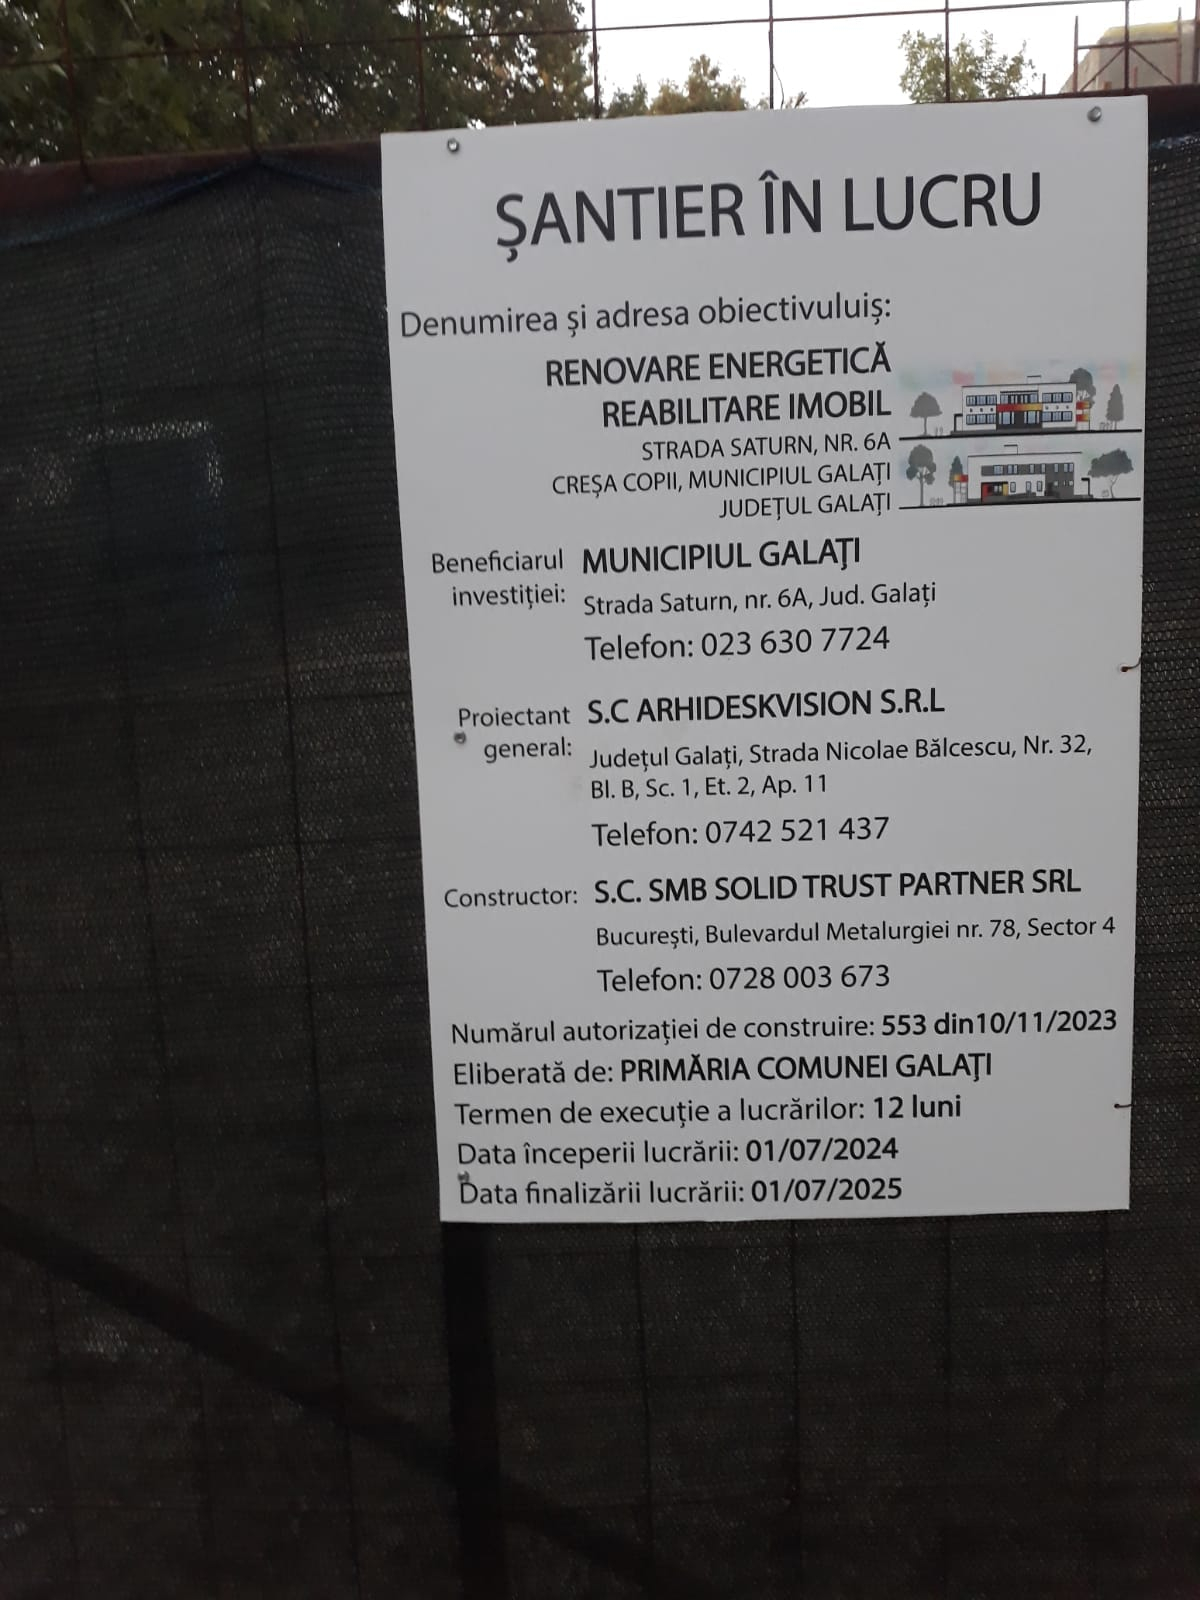 ȘANTIER ÎN LUCRU
Denumirea și adresa obiectivuluiș:
RENOVARE ENERGETICĂ
REABILITARE IMOBIL
STRADA SATURN, NR. 6A
CREȘA COPII, MUNICIPIUL GALAȚI
JUDEȚUL GALAȚI
Beneficiarul investiției: MUNICIPIUL GALAȚI
Strada Saturn, nr. 6A, Jud. Galați
Telefon: 023 630 7724
Proiectant general: S.C ARHIDESKVISION S.R.L
Județul Galați, Strada Nicolae Bălcescu, Nr. 32,
Bl. B, Sc. 1, Et. 2, Ap. 11
Telefon: 0742 521 437
Constructor: S.C. SMB SOLID TRUST PARTNER SRL
București, Bulevardul Metalurgiei nr. 78, Sector 4
Telefon: 0728 003 673
Numărul autorizației de construire: 553 din10/11/2023
Eliberată de: PRIMĂRIA COMUNEI GALAȚI
Termen de execuție a lucrărilor: 12 luni
Data începerii lucrării: 01/07/2024
Data finalizării lucrării: 01/07/2025